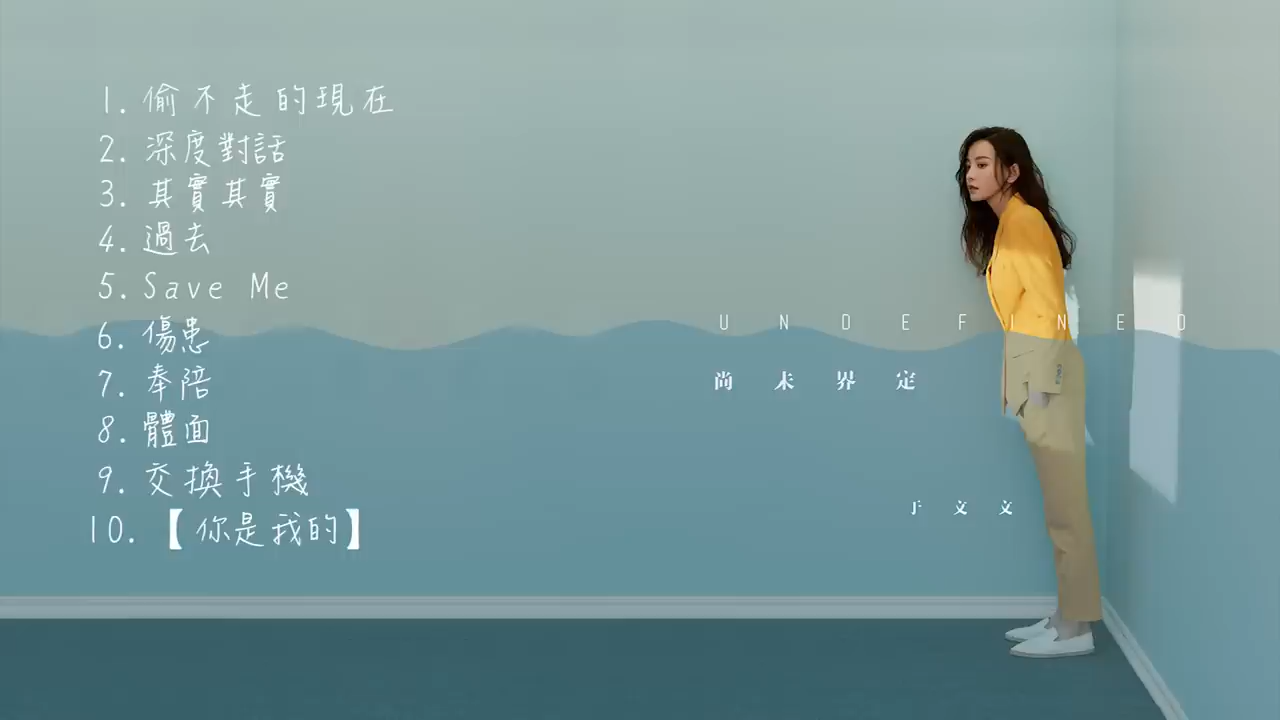 1. 偷不走的現在
2. 深度對話
3. 其實其實
4. 過去
5. Save Me
6. 傷患
7. 奉陪
8. 體面
9. 交換手機
10. 【你是我的】
UNDEFINED
尚未界定
于文文